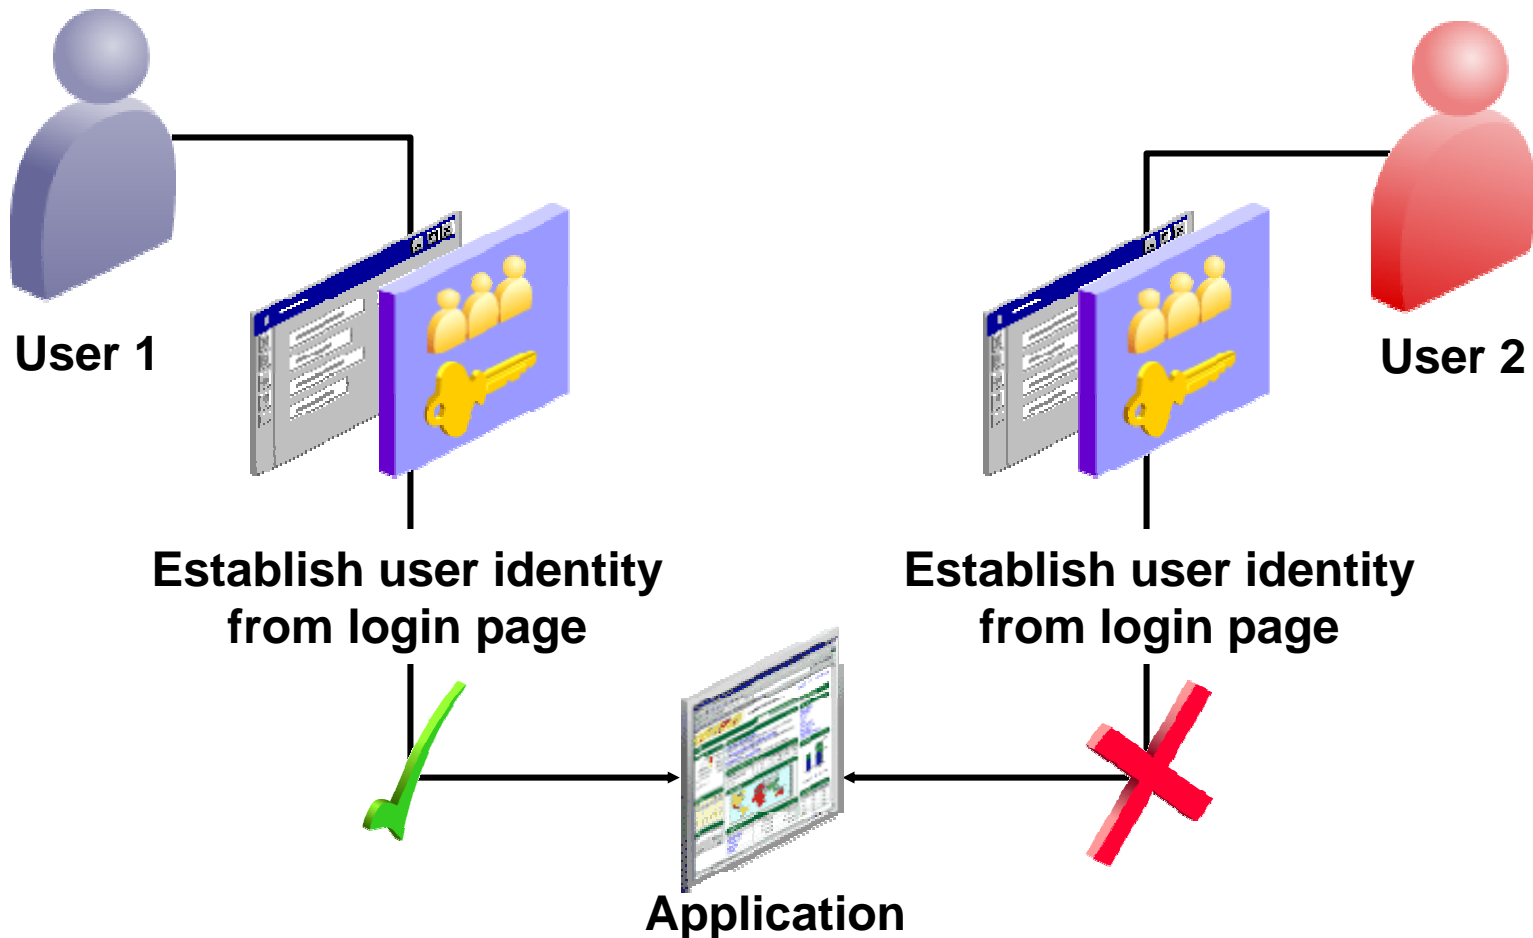 User 1
User 2
Establish user identity
from login page
Establish user identity
from login page
Application